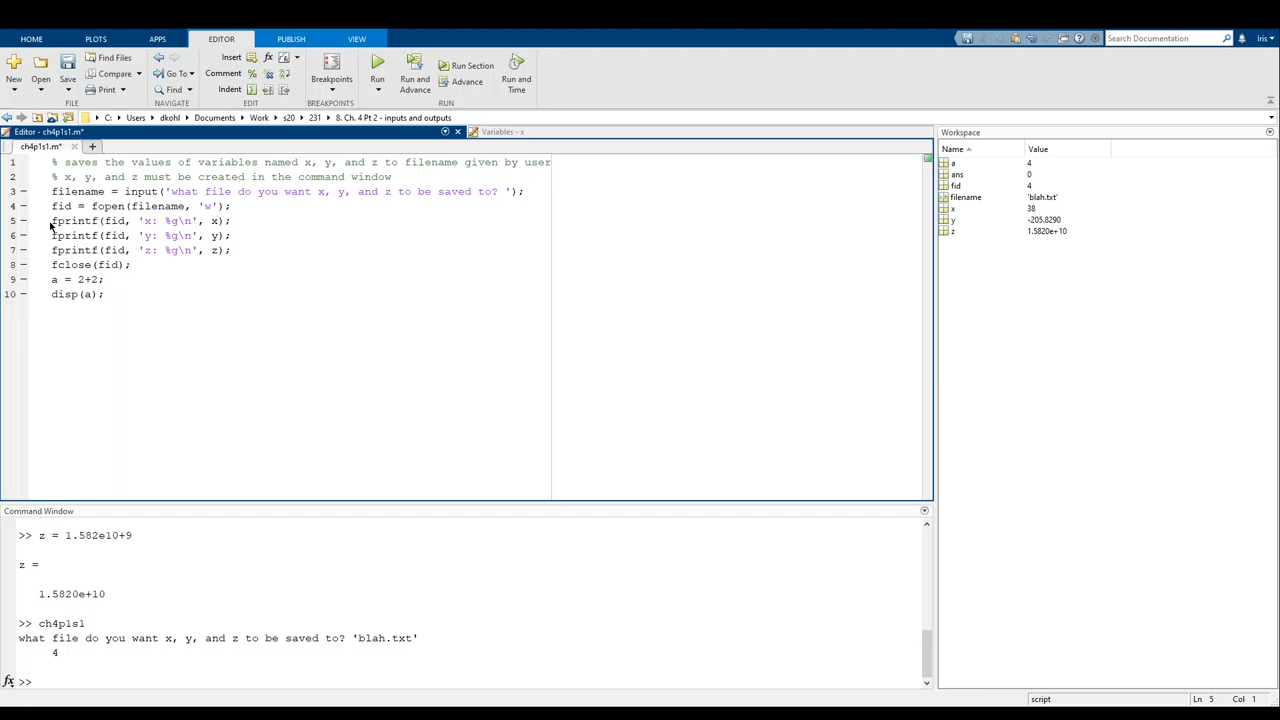 HOME PLOTS APPS EDITOR PUBLISH VIEW
Search Documentation Iris
New Open Save Find Files Compare Print
Go To Find
Insert fx
Comment
Indent
Breakpoints
Run Run and Advance Run Section Advance Run and Time
FILE NAVIGATE EDIT BREAKPOINTS RUN
C: Users dkohl Documents Work s20 231 8. Ch. 4 Pt 2 - inputs and outputs
Editor - ch4p1s1.m* Variables - x
ch4p1s1.m*
1 % saves the values of variables named x, y, and z to filename given by user
2 % x, y, and z must be created in the command window
3 filename = input('what file do you want x, y, and z to be saved to? ');
4 fid = fopen(filename, 'w');
5 fprintf(fid, 'x: %g\n', x);
6 fprintf(fid, 'y: %g\n', y);
7 fprintf(fid, 'z: %g\n', z);
8 fclose(fid);
9 a = 2+2;
10 disp(a);
Command Window
>> z = 1.582e10+9
z =
1.5820e+10
>> ch4p1s1
what file do you want x, y, and z to be saved to? 'blah.txt'
4
fx >>
Workspace
Name Value
a 4
ans 0
fid 4
filename 'blah.txt'
x 38
y -205.8290
z 1.5820e+10
script Ln 5 Col 1